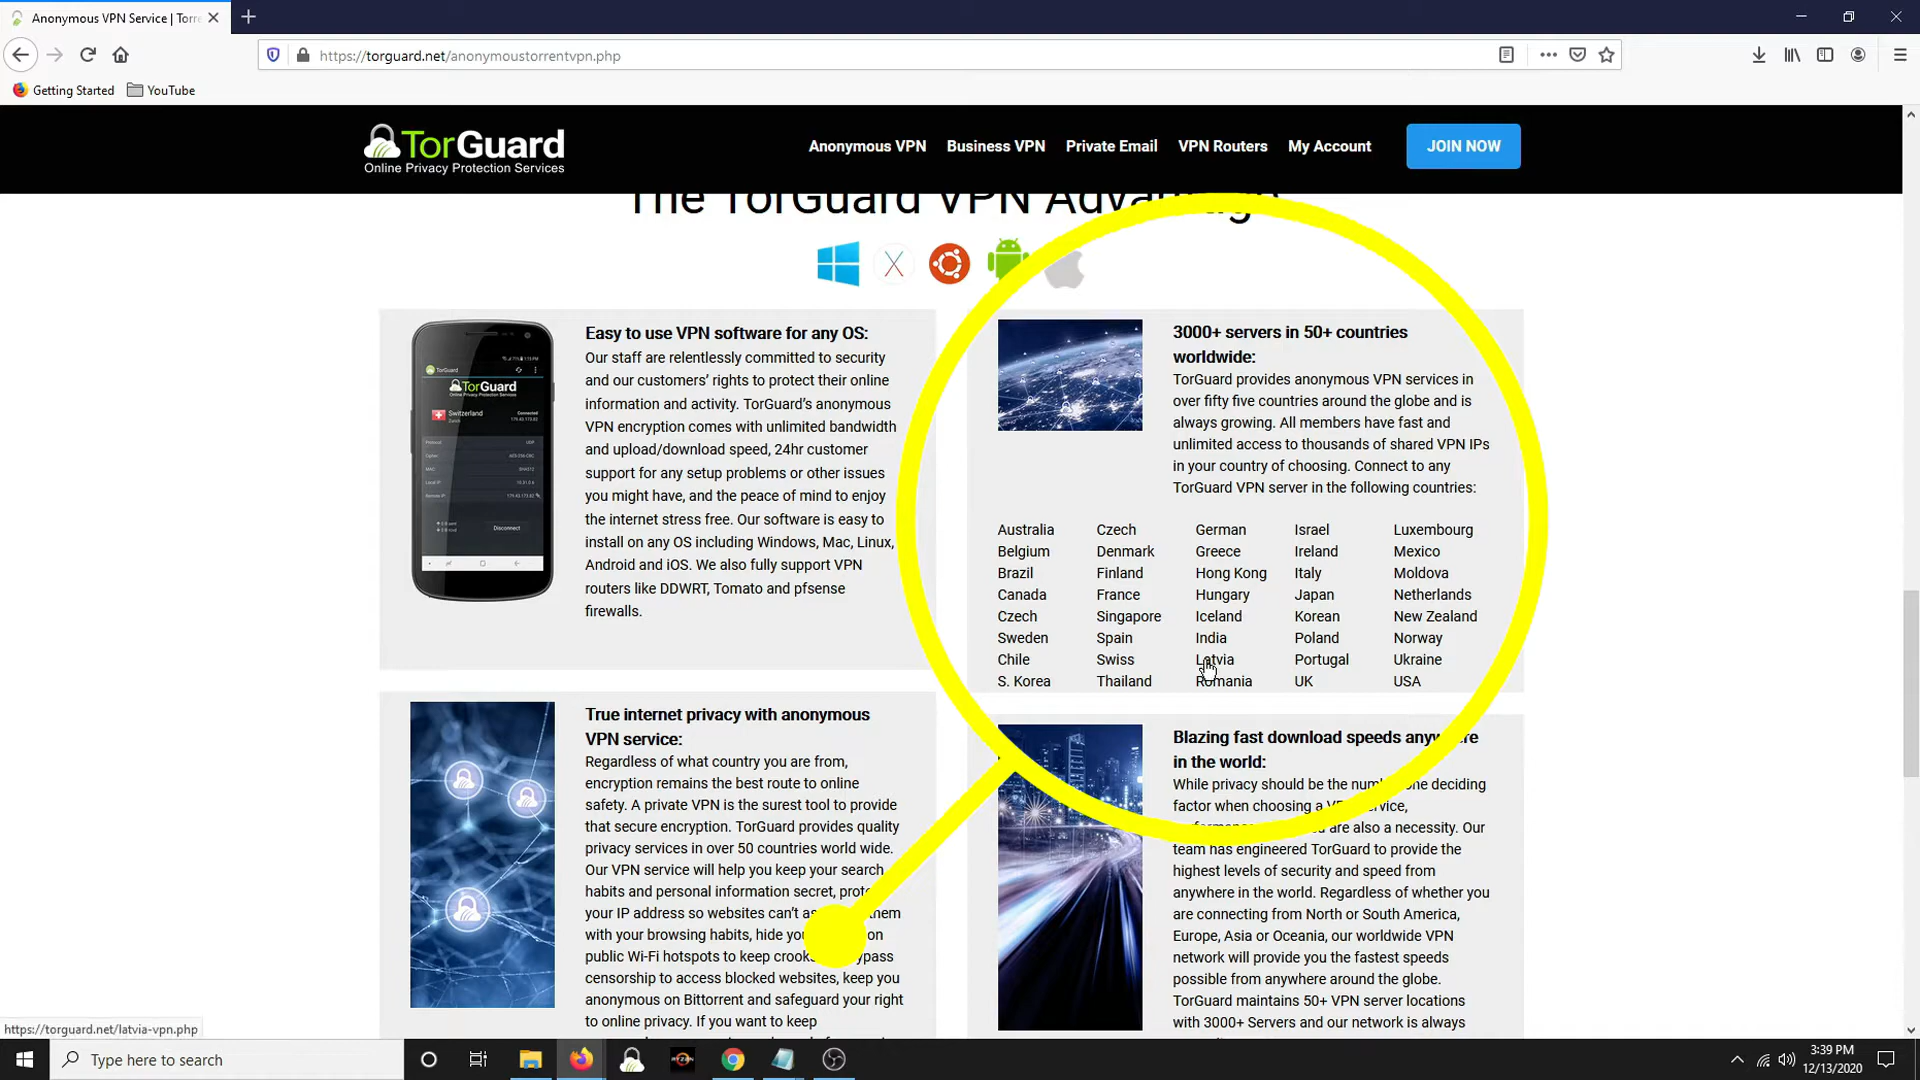 Anonymous VPN Service | Torre
https://torguard.net/anonymoustorrentvpn.php
Getting Started
YouTube
TorGuard
Online Privacy Protection Services
Anonymous VPN
Business VPN
Private Email
VPN Routers
My Account
JOIN NOW
The TorGuard VPN Advantage
Easy to use VPN software for any OS:
Our staff are relentlessly committed to security
and our customers' rights to protect their online
information and activity. TorGuard's anonymous
VPN encryption comes with unlimited bandwidth
and upload/download speed, 24hr customer
support for any setup problems or other issues
you might have, and the peace of mind to enjoy
the internet stress free. Our software is easy to
install on any OS including Windows, Mac, Linux,
Android and iOS. We also fully support VPN
routers like DDWRT, Tomato and pfsense
firewalls.
TorGuard
TorGuard
Switzerland
Connected
Disconnect
3000+ servers in 50+ countries
worldwide:
TorGuard provides anonymous VPN services in
over fifty five countries around the globe and is
always growing. All members have fast and
unlimited access to thousands of shared VPN IPs
in your country of choosing. Connect to any
TorGuard VPN server in the following countries:
Australia Czech German Israel Luxembourg
Belgium Denmark Greece Ireland Mexico
Brazil Finland Hong Kong Italy Moldova
Canada France Hungary Japan Netherlands
Czech Singapore Iceland Korean New Zealand
Sweden Spain India Poland Norway
Chile Swiss Latvia Portugal Ukraine
S. Korea Thailand Romania UK USA
True internet privacy with anonymous
VPN service:
Regardless of what country you are from,
encryption remains the best route to online
safety. A private VPN is the surest tool to provide
that secure encryption. TorGuard provides quality
privacy services in over 50 countries world wide.
Our VPN service will help you keep your search
habits and personal information secret,
your IP address so websites can't them
with your browsing habits, hide on
public Wi-Fi hotspots to keep bypass
censorship to access blocked websites, keep you
anonymous on Bittorrent and safeguard your right
to online privacy. If you want to keep
Blazing fast download speeds anywhere
in the world:
While privacy should be the number one deciding
factor when choosing a VPN service,
are also a necessity. Our
team has engineered TorGuard to provide the
highest levels of security and speed from
anywhere in the world. Regardless of whether you
are connecting from North or South America,
Europe, Asia or Oceania, our worldwide VPN
network will provide you the fastest speeds
possible from anywhere around the globe.
TorGuard maintains 50+ VPN server locations
with 3000+ Servers and our network is always
https://torguard.net/latvia-vpn.php
Type here to search
RYZEN
3:39 PM
12/13/2020